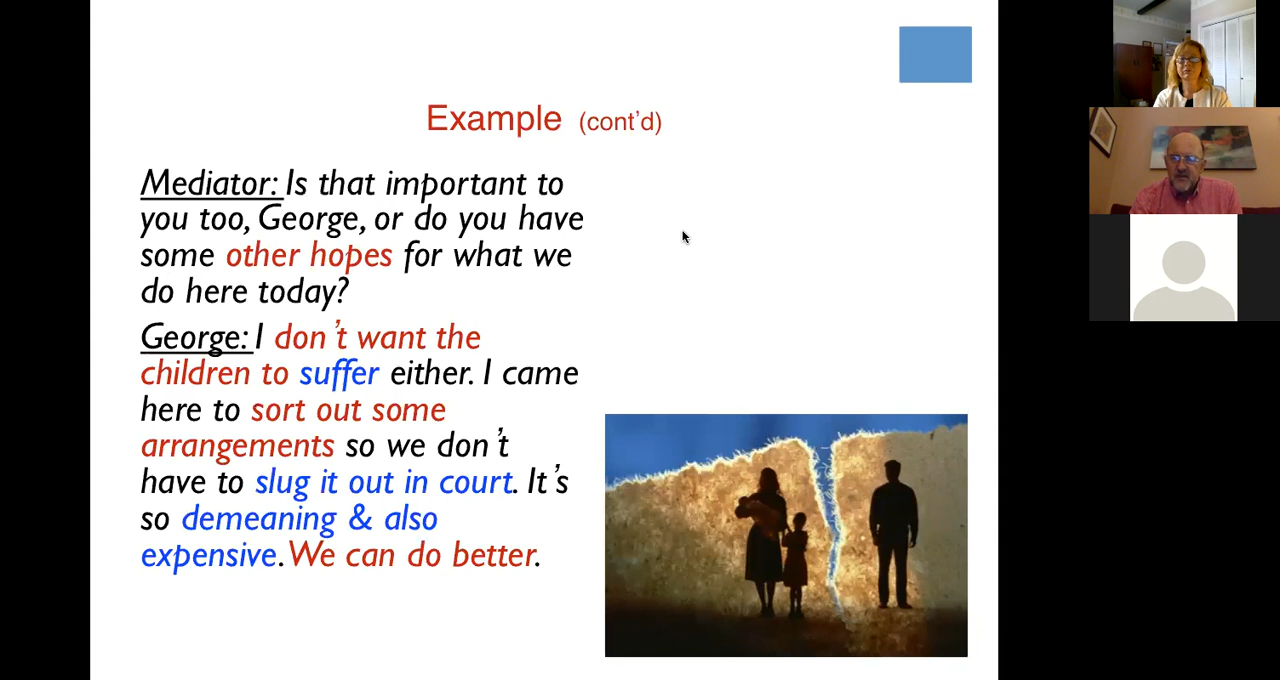 Example (cont'd)
Mediator: Is that important to
you too, George, or do you have
some other hopes for what we
do here today?
George: I don't want the
children to suffer either. I came
here to sort out some
arrangements so we don't
have to slug it out in court. It's
so demeaning & also
expensive. We can do better.